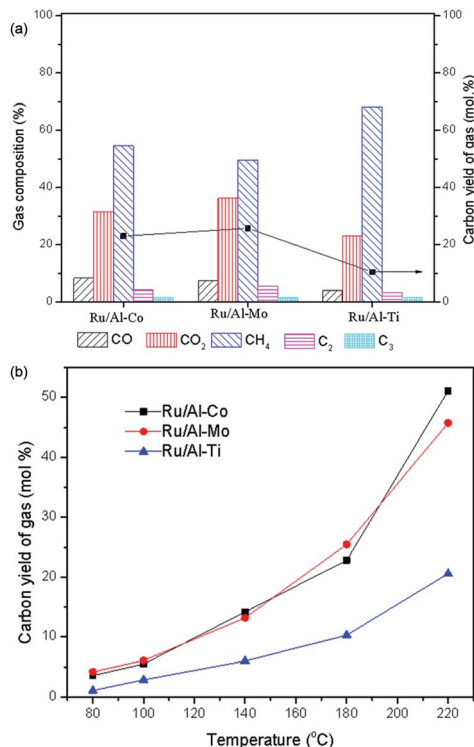 (a)
100
100
80
80
60
60
40
40
20
20
0
0
Gas composition (%)
Carbon yield of gas (mol.%)
Ru/Al-Co
Ru/Al-Mo
Ru/Al-Ti
CO
CO2
CH4
C2
C3
(b)
50
40
30
20
10
0
Carbon yield of gas (mol %)
Ru/Al-Co
Ru/Al-Mo
Ru/Al-Ti
80
100
120
140
160
180
200
220
Temperature (°C)